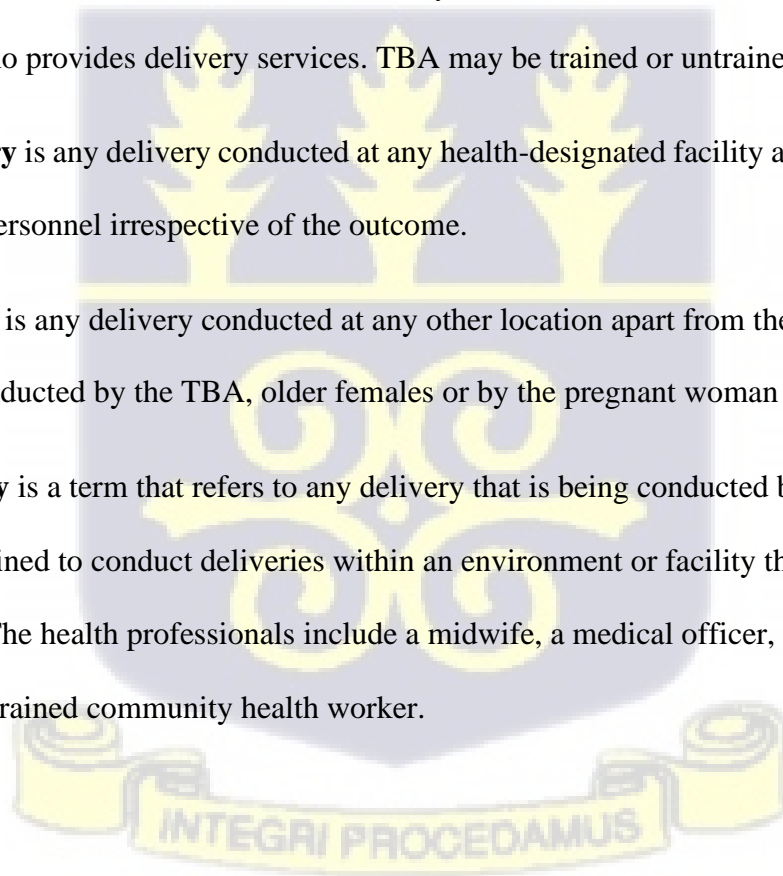 o provides delivery services. TBA may be trained or untraine
ry is any delivery conducted at any health-designated facility a
ersonnel irrespective of the outcome.
is any delivery conducted at any other location apart from the
ducted by the TBA, older females or by the pregnant woman
y is a term that refers to any delivery that is being conducted b
ined to conduct deliveries within an environment or facility th
The health professionals include a midwife, a medical officer,
rained community health worker.
INTEGRI PROCEDAMUS